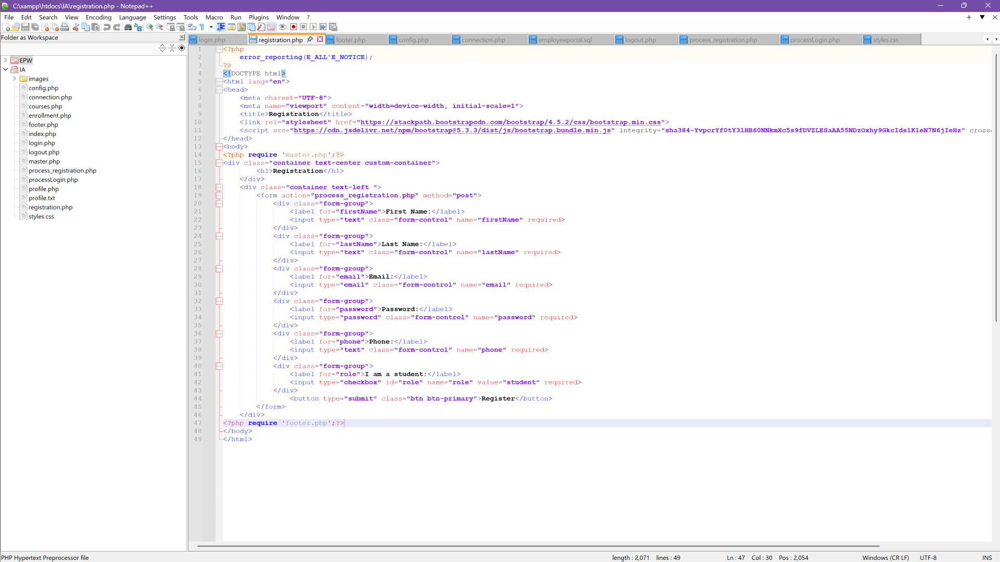 C:\xampp\htdocs\IA\registration.php - Notepad++
File Edit Search View Encoding Language Settings Tools Macro Run Plugins Window ?
Folder as Workspace
login.php registration.php footer.php config.php connection.php employeeportal.sql logout.php process_registration.php processLogin.php styles.css
EPW
IA
images
config.php
connection.php
courses.php
enrollment.php
footer.php
index.php
login.php
logout.php
master.php
process_registration.php
processLogin.php
profile.php
profile.txt
registration.php
styles.css
1 <?php
2 error_reporting(E_ALL^E_NOTICE);
3 ?>
4 <!DOCTYPE html>
5 <html lang="en">
6 <head>
7 <meta charset="UTF-8">
8 <meta name="viewport" content="width=device-width, initial-scale=1">
9 <title>Registration</title>
10 <link rel="stylesheet" href="https://stackpath.bootstrapcdn.com/bootstrap/4.5.2/css/bootstrap.min.css">
11 <script src="https://cdn.jsdelivr.net/npm/bootstrap@5.3.3/dist/js/bootstrap.bundle.min.js" integrity="sha384-YvpcrYf0tY3lHB60NNkmXc5s9fDVZLESaAA55NDzOxhy9GkcIdslK1eN7N6jIeHz"
12 </head>
13 <body>
14 <?php require 'master.php';?>
15 <div class="container text-center custom-container">
16 <h1>Registration</h1>
17 </div>
18 <div class="container text-left ">
19 <form action="process_registration.php" method="post">
20 <div class="form-group">
21 <label for="firstName">First Name:</label>
22 <input type="text" class="form-control" name="firstName" required>
23 </div>
24 <div class="form-group">
25 <label for="lastName">Last Name:</label>
26 <input type="text" class="form-control" name="lastName" required>
27 </div>
28 <div class="form-group">
29 <label for="email">Email:</label>
30 <input type="email" class="form-control" name="email" required>
31 </div>
32 <div class="form-group">
33 <label for="password">Password:</label>
34 <input type="password" class="form-control" name="password" required>
35 </div>
36 <div class="form-group">
37 <label for="phone">Phone:</label>
38 <input type="text" class="form-control" name="phone" required>
39 </div>
40 <div class="form-group">
41 <label for="role">I am a student:</label>
42 <input type="checkbox" id="role" name="role" value="student" required>
43 </div>
44 <button type="submit" class="btn btn-primary">Register</button>
45 </form>
46 </div>
47 <?php require 'footer.php';?>
48 </body>
49 </html>
PHP Hypertext Preprocessor file length : 2,071 lines : 49 Ln : 47 Col : 30 Pos : 2,054 Windows (CR LF) UTF-8 INS